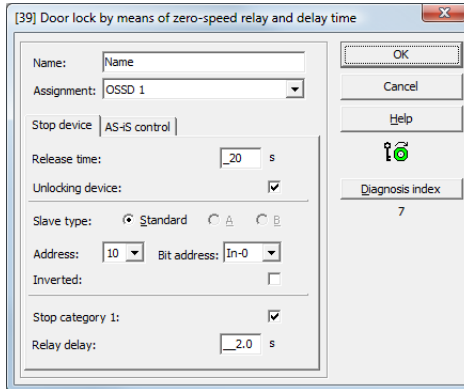 [39] Door lock by means of zero-speed relay and delay time
Name: Name
Assignment: OSSD 1
Stop device AS-iS control
Release time: _20 s
Unlocking device:
Slave type: Standard A B
Address: 10 Bit address: In-0
Inverted:
Stop category 1:
Relay delay: __2.0 s
OK
Cancel
Help
Diagnosis index
7